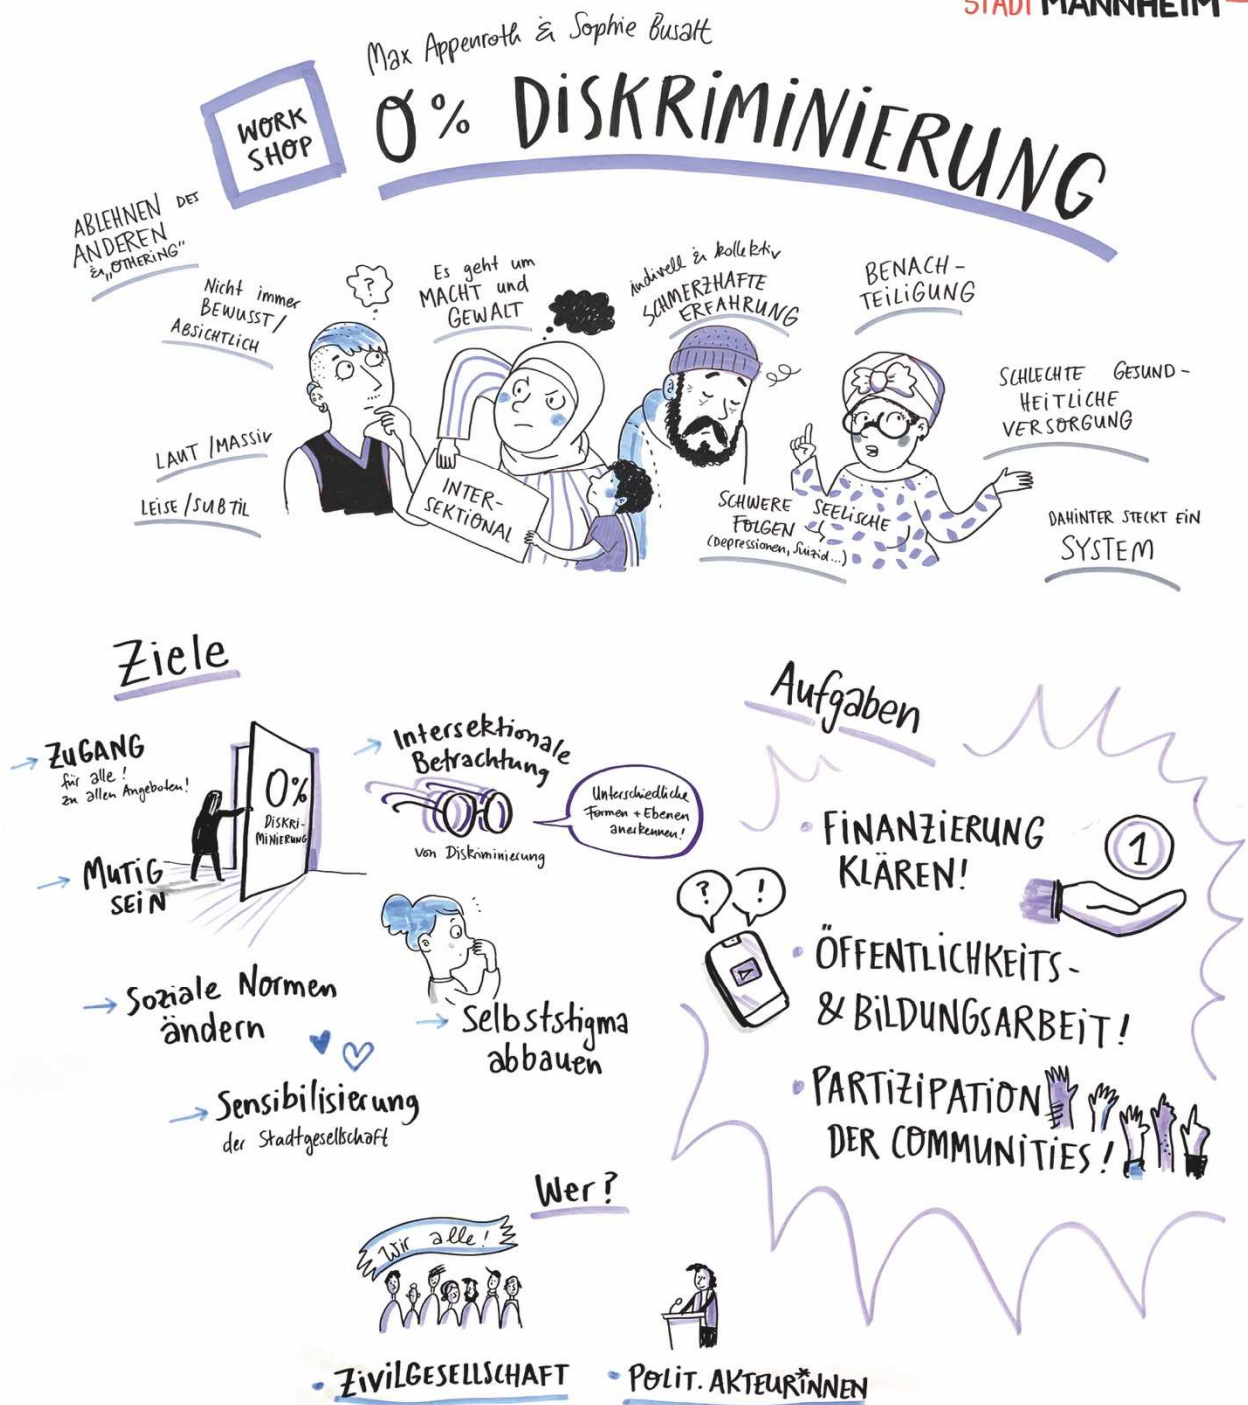 STADT MANNHEIM
Max Appenroth & Sophie Busatt
WORK
SHOP
0% DISKRIMINIERUNG
ABLEHNEN DES
ANDEREN
& „OTHERING"
Nicht immer
BEWUSST/
ABSICHTLICH
?
Es geht um
MACHT und
GEWALT
indivell & kollektiv
SCHMERZHAFTE
ERFAHRUNG
BENACH-
TEILIGUNG
SCHLECHTE GESUND-
HEITLICHE
VERSORGUNG
LAUT/MASSIV
LEISE/SUBTIL
INTER-
SEKTIONAL
SCHWERE SEELISCHE
FOLGEN
(Depressionen, Suizid...)
DAHINTER STECKT EIN
SYSTEM
Ziele
→ ZUGANG
für alle!
zu allen Angeboten!
0%
DISKRI-
MINIERUNG
→ MUTIG
SEIN
→ Intersektionale
Betrachtung
von Diskriminierung
Unterschiedliche
Formen + Ebenen
anerkennen!
→ Soziale Normen
ändern
→ Selbststigma
abbauen
→ Sensibilisierung
der Stadtgesellschaft
Aufgaben
• FINANZIERUNG
KLÄREN!
1
? !
• ÖFFENTLICHKEITS-
& BILDUNGSARBEIT!
• PARTIZIPATION
DER COMMUNITIES!
Wer?
Wir alle!
• ZIVILGESELLSCHAFT
• POLIT. AKTEUR*INNEN